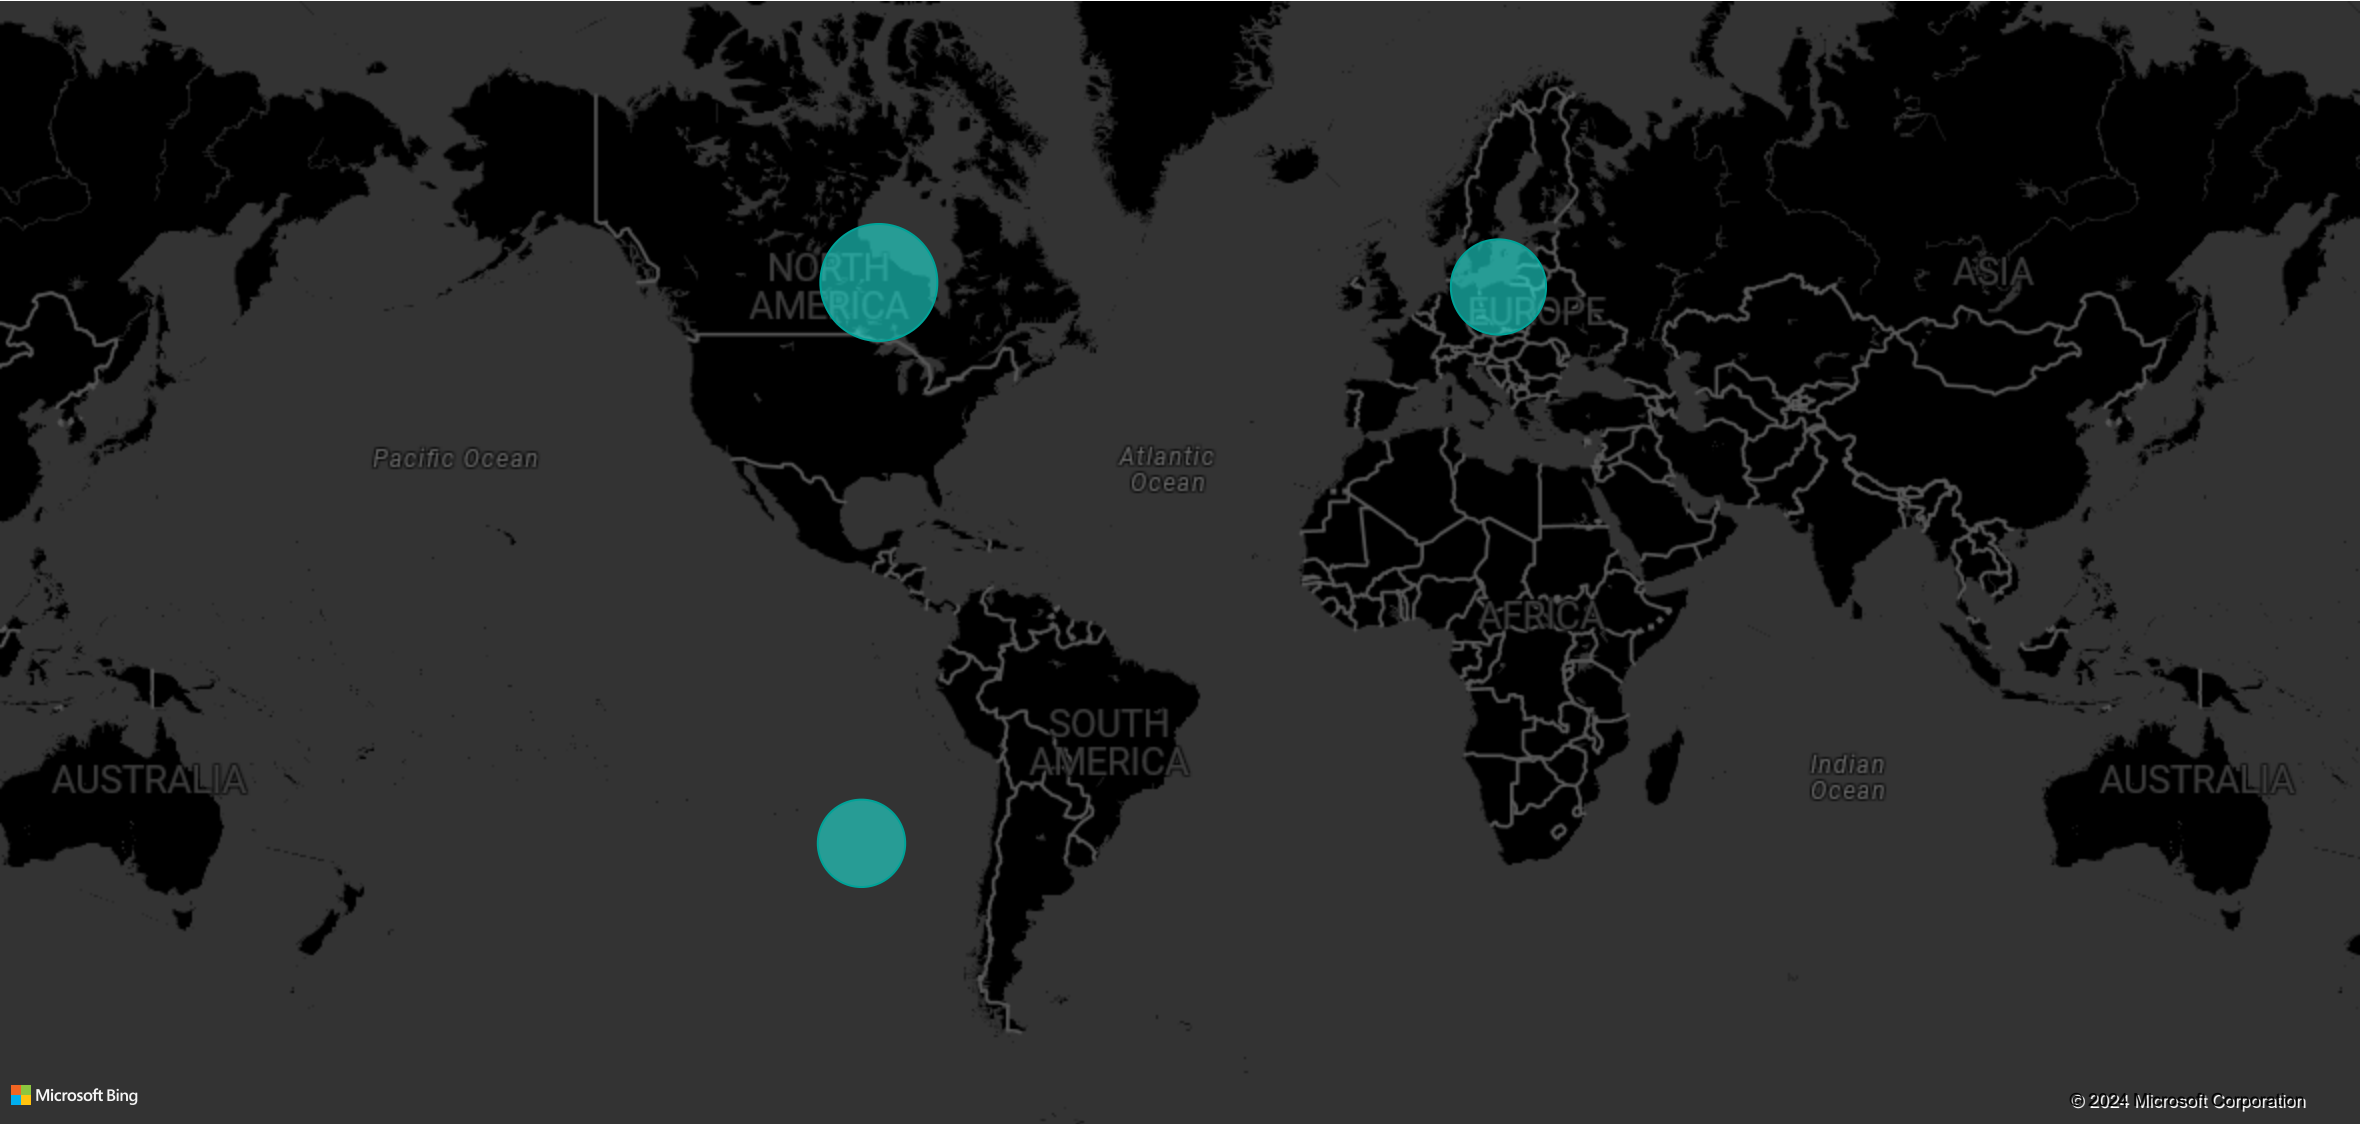 NORTH
AMERICA
EUROPE
ASIA
Pacific Ocean
Atlantic
Ocean
AFRICA
SOUTH
AMERICA
AUSTRALIA
Indian
Ocean
AUSTRALIA
Microsoft Bing
© 2024 Microsoft Corporation